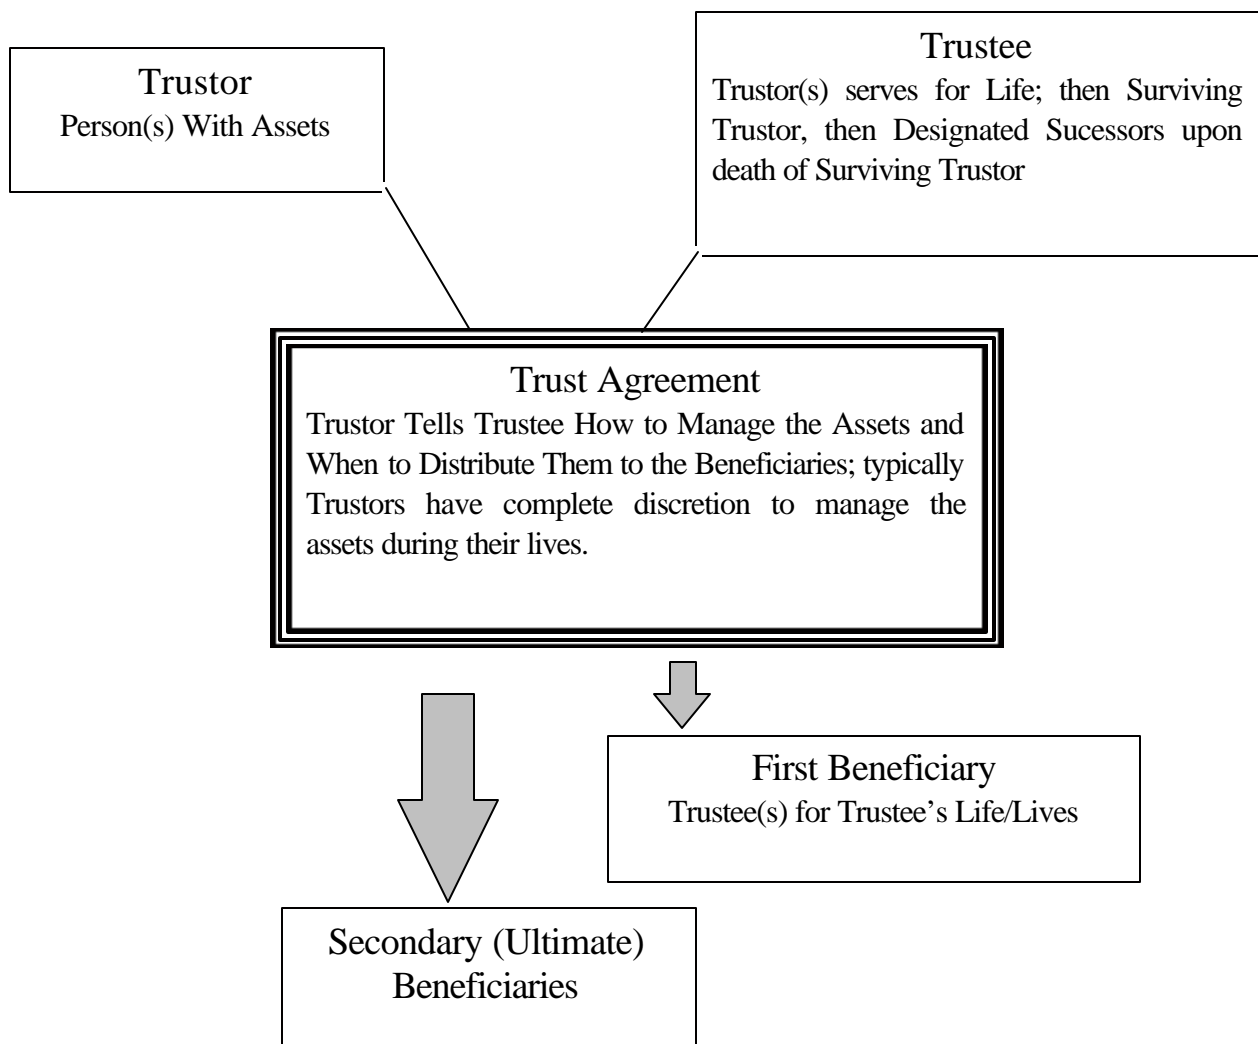 Trustor
Person(s) With Assets
Trustee
Trustor(s) serves for Life; then Surviving
Trustor, then Designated Sucessors upon
death of Surviving Trustor
Trust Agreement
Trustor Tells Trustee How to Manage the Assets and
When to Distribute Them to the Beneficiaries; typically
Trustors have complete discretion to manage the
assets during their lives.
First Beneficiary
Trustee(s) for Trustee’s Life/Lives
Secondary (Ultimate)
Beneficiaries